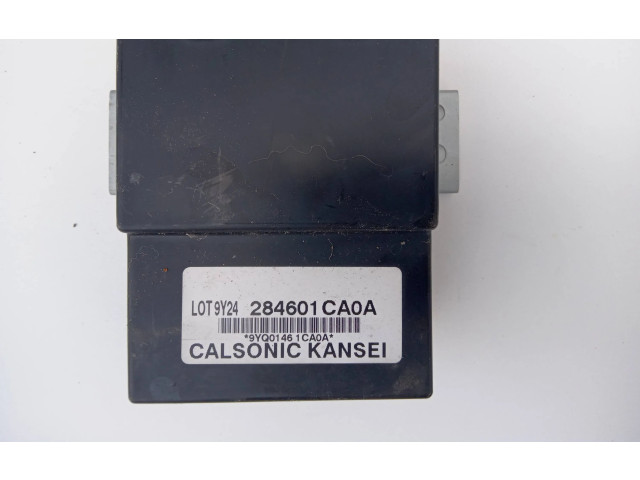 LOT 9Y24 284601CA0A
*9YQ0146 1CA0A*
CALSONIC KANSEI